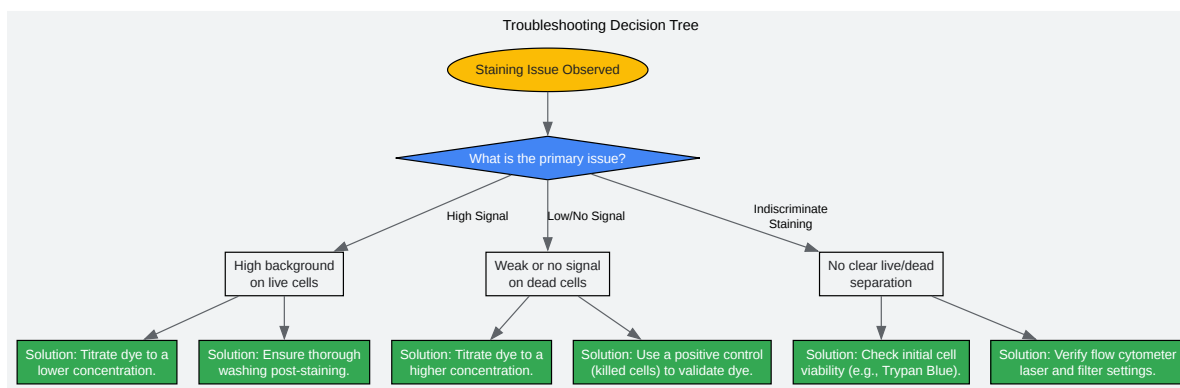 Troubleshooting Decision Tree
Staining Issue Observed
What is the primary issue?
High Signal
Low/No Signal
Indiscriminate
Staining
High background
on live cells
Weak or no signal
on dead cells
No clear live/dead
separation
Solution: Titrate dye to a
lower concentration.
Solution: Ensure thorough
washing post-staining.
Solution: Titrate dye to a
higher concentration.
Solution: Use a positive control
(killed cells) to validate dye.
Solution: Check initial cell
viability (e.g., Trypan Blue).
Solution: Verify flow cytometer
laser and filter settings.